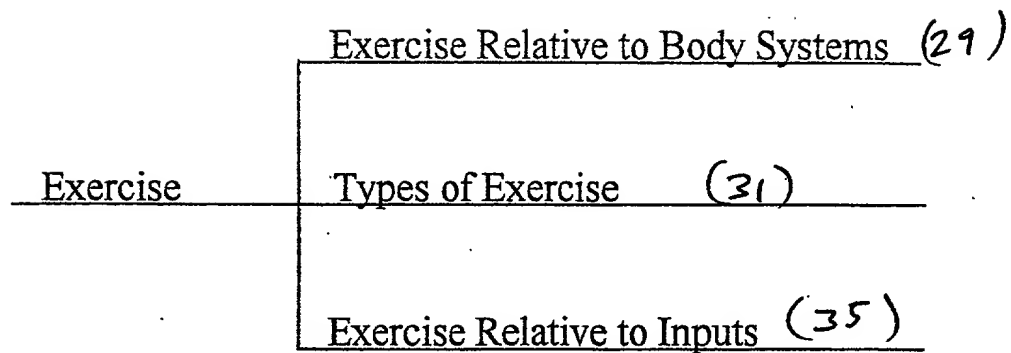 Exercise Relative to Body Systems (29)
Exercise Types of Exercise (31)
Exercise Relative to Inputs (35)